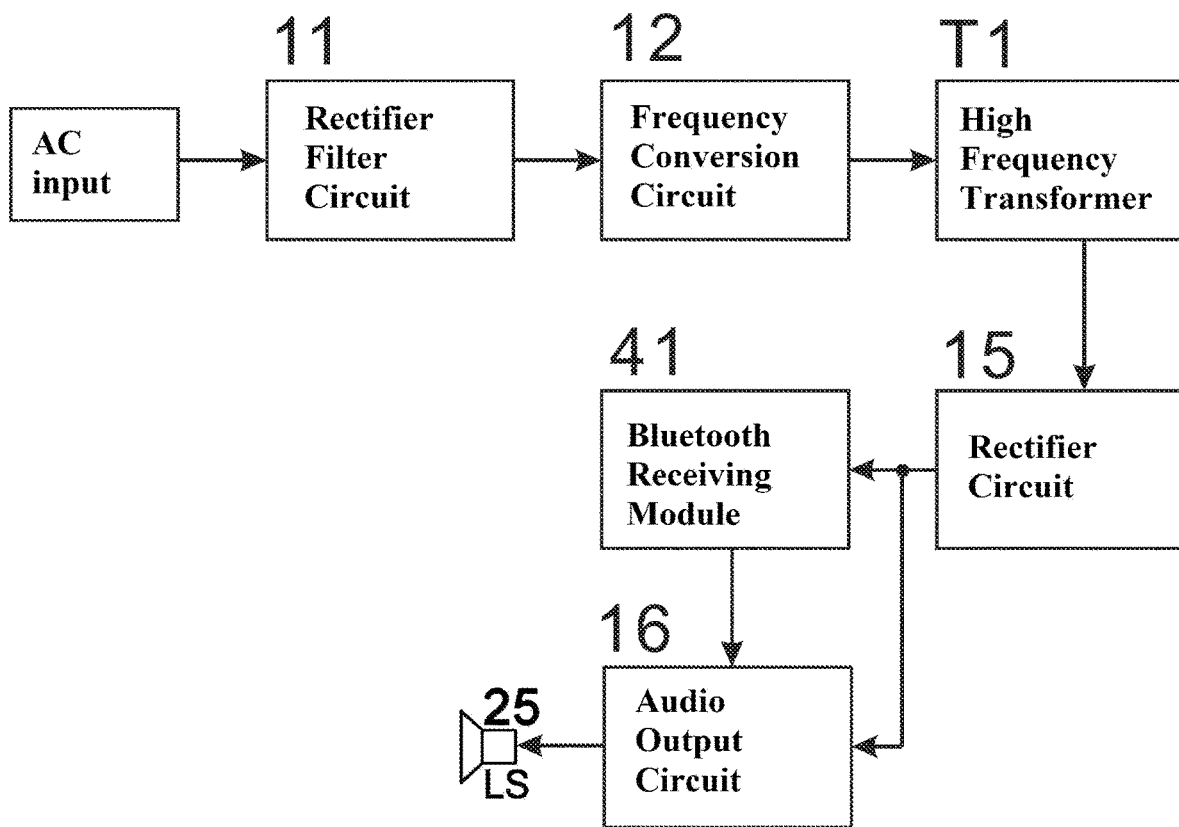 11
12
T1
AC
input
Rectifier
Filter
Circuit
Frequency
Conversion
Circuit
High
Frequency
Transformer
41
15
Bluetooth
Receiving
Module
Rectifier
Circuit
16
Audio
Output
Circuit
25
LS